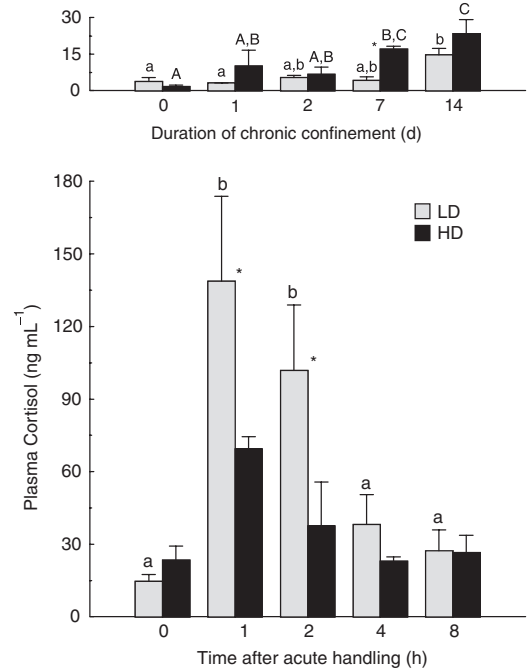 30
C
A,B
B,C
15
a
a
a,b
A,B
*
a,b
b
A
0
0 1 2 7 14
Duration of chronic confinement (d)
180
b
LD
HD
150
*
b
120
*
90
60
a
a
30
a
0
0 1 2 4 8
Time after acute handling (h)
Plasma Cortisol (ng mL⁻¹)